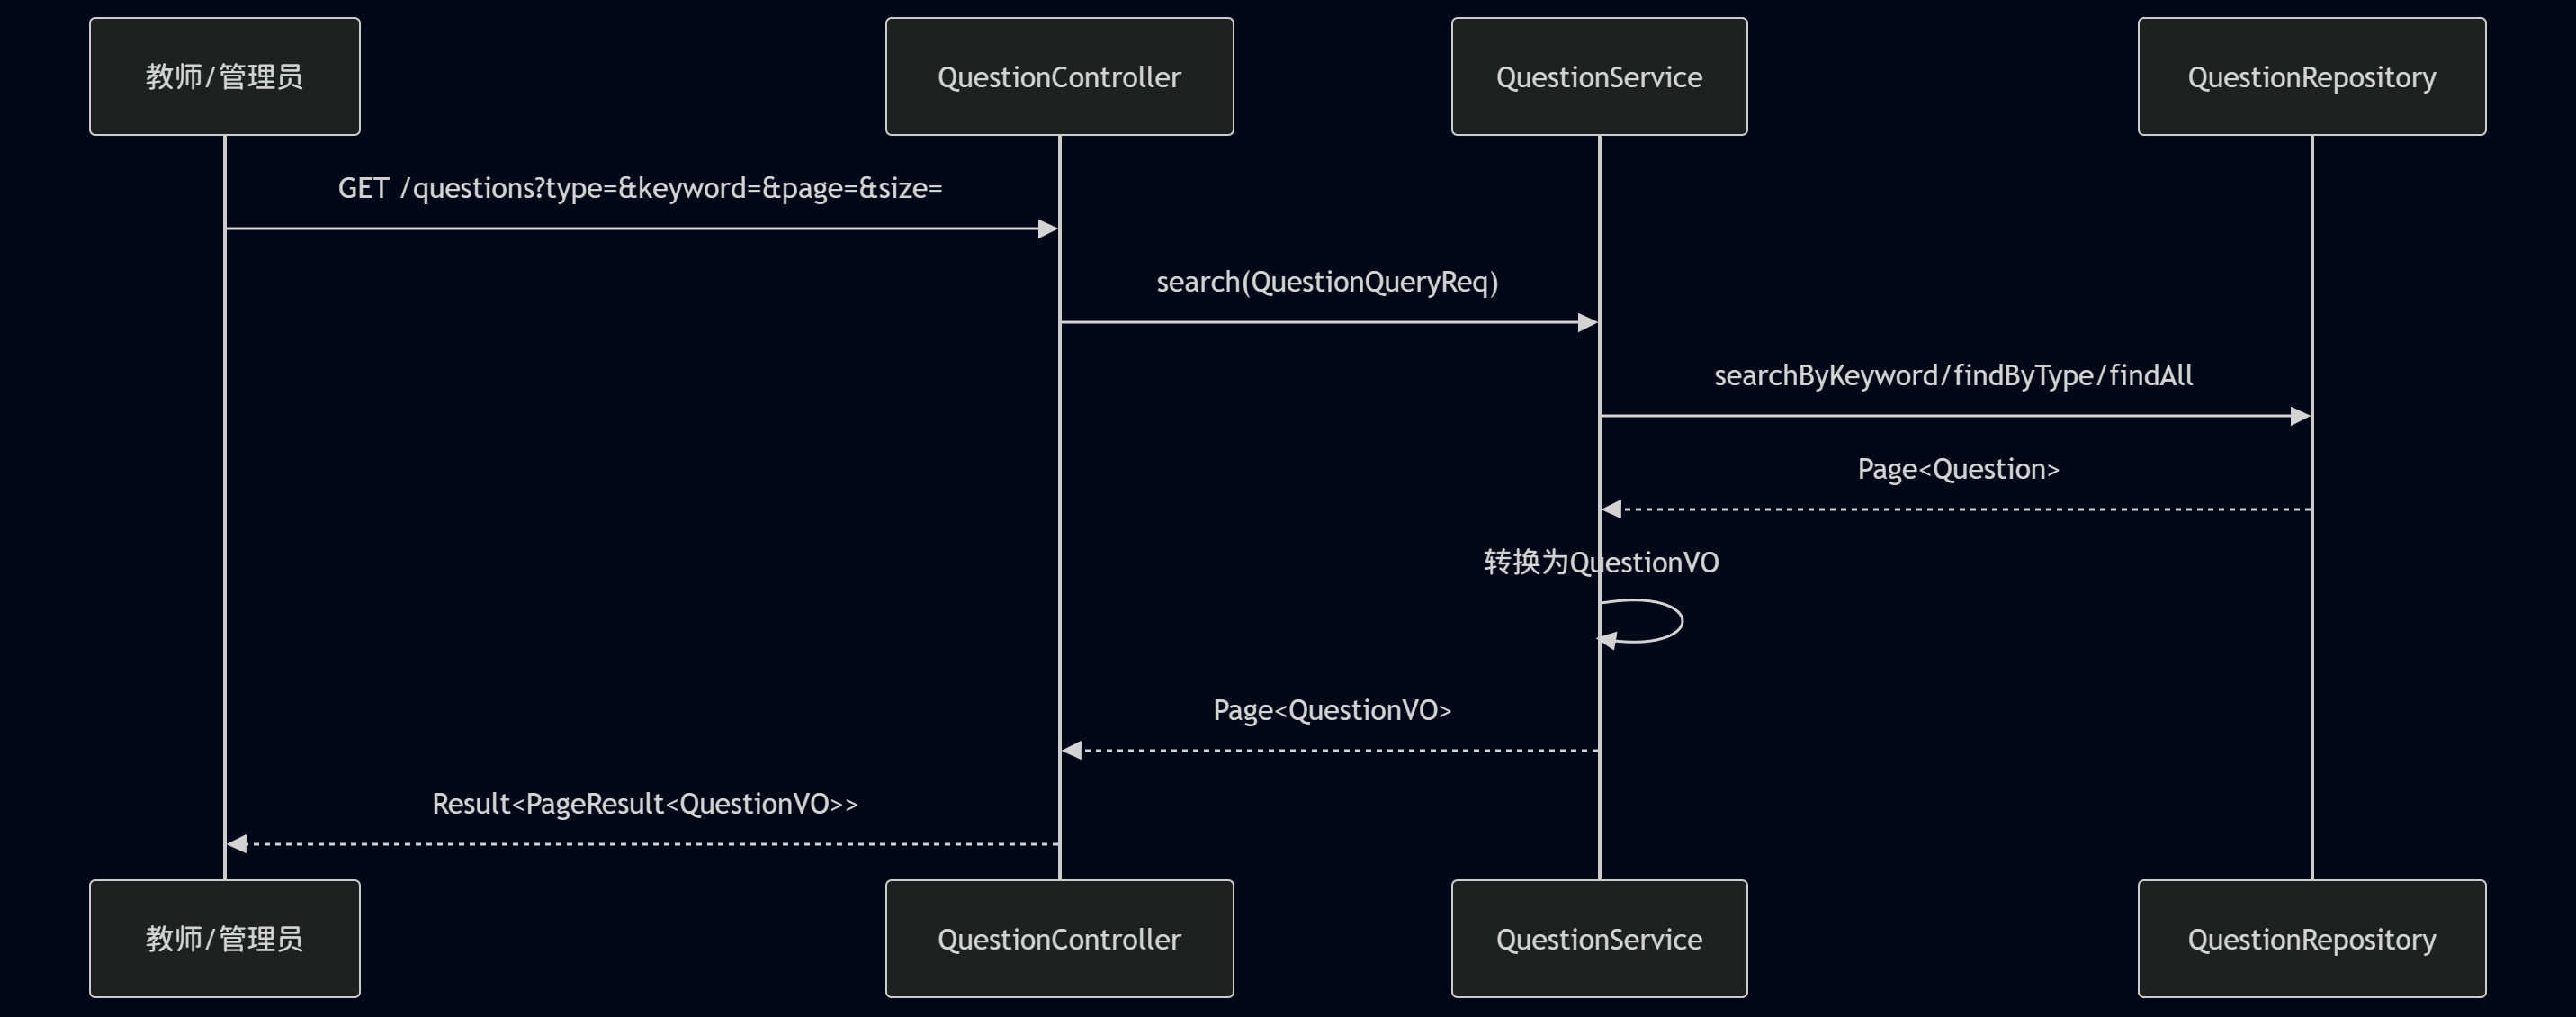 教师/管理员
QuestionController
QuestionService
QuestionRepository
GET /questions?type=&keyword=&page=&size=
search(QuestionQueryReq)
searchByKeyword/findByType/findAll
Page<Question>
转换为QuestionVO
Page<QuestionVO>
Result<PageResult<QuestionVO>>
教师/管理员
QuestionController
QuestionService
QuestionRepository